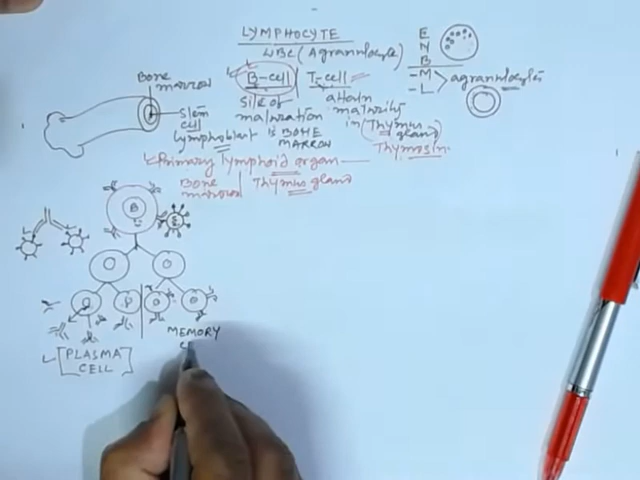 LYMPHOCYTE
WBC (Agranulocyte)
B-cell | T-cell
site of maturation is BONE MARROW
attain maturity in (Thymus gland)
Thymosin
E
N
B
- M
- L
agranulocytes
Bone marrow
stem cell
lymphoblast
Primary lymphoid organ
Bone marrow | Thymus gland
B
PLASMA
CELL
MEMORY